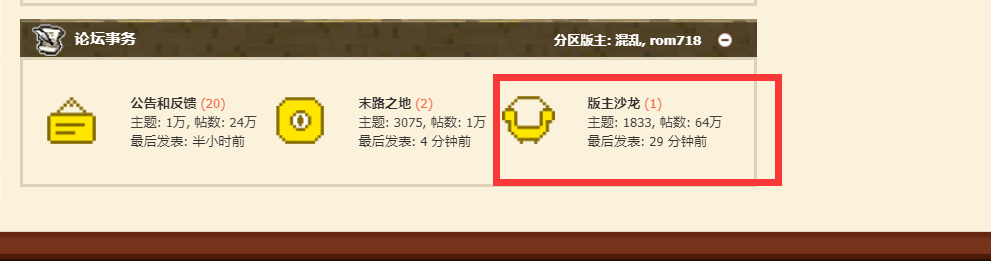 论坛事务
分区版主: 混乱, rom718
公告和反馈 (20)
主题: 1万, 帖数: 24万
最后发表: 半小时前
末路之地 (2)
主题: 3075, 帖数: 1万
最后发表: 4 分钟前
版主沙龙 (1)
主题: 1833, 帖数: 64万
最后发表: 29 分钟前